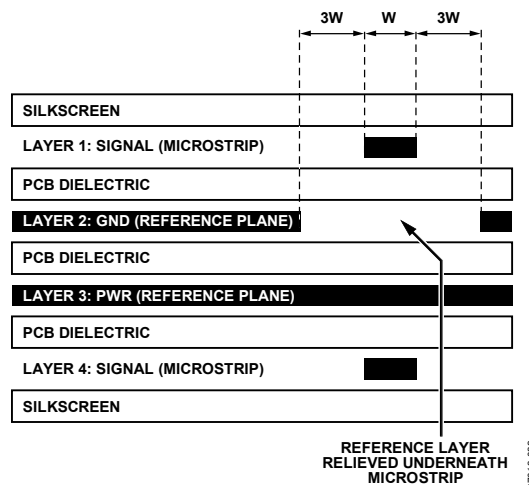 3W W 3W
SILKSCREEN
LAYER 1: SIGNAL (MICROSTRIP)
PCB DIELECTRIC
LAYER 2: GND (REFERENCE PLANE)
PCB DIELECTRIC
LAYER 3: PWR (REFERENCE PLANE)
PCB DIELECTRIC
LAYER 4: SIGNAL (MICROSTRIP)
SILKSCREEN
REFERENCE LAYER
RELIEVED UNDERNEATH
MICROSTRIP